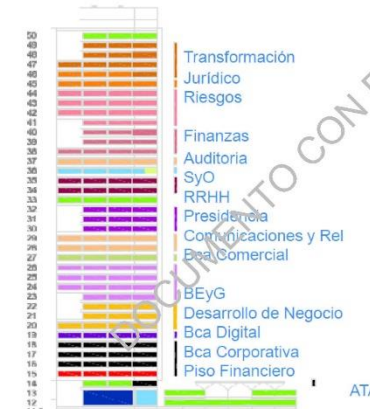 50
49
48
47
46
45
44
43
42
41
40
39
38
37
36
35
34
33
32
31
30
29
28
27
26
25
24
23
22
21
20
19
18
17
16
15
14
13
12
Transformación
Jurídico
Riesgos
Finanzas
Auditoria
SyO
RRHH
Presidencia
Comunicaciones y Rel
Bca Comercial
BEyG
Desarrollo de Negocio
Bca Digital
Bca Corporativa
Piso Financiero
ATA
DOCUMENTO CON